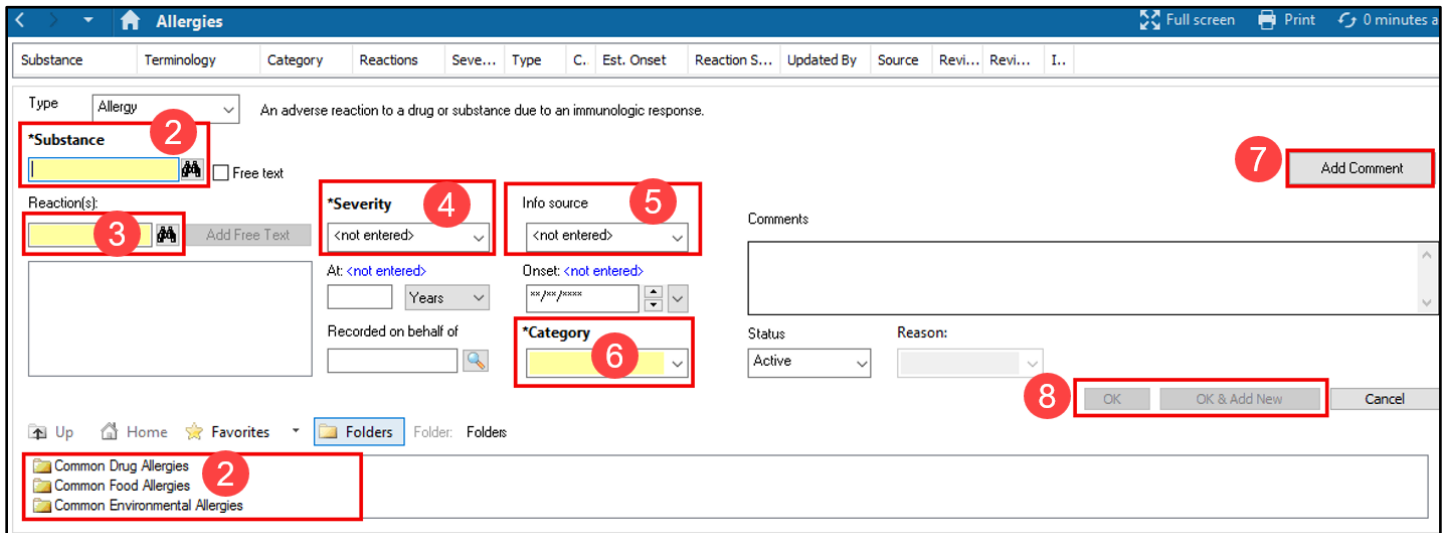 Allergies Full screen Print 0 minutes a
Substance Terminology Category Reactions Seve... Type C. Est. Onset Reaction S... Updated By Source Revi... Revi... I..
Type Allergy An adverse reaction to a drug or substance due to an immunologic response.
*Substance 2
Free text
7 Add Comment
Reaction(s): *Severity 4 Info source 5 Comments
3 Add Free Text <not entered> <not entered>
At: <not entered> Onset: <not entered>
Years **/**/****
Recorded on behalf of *Category 6 Status Reason:
Active
8 OK OK & Add New Cancel
Up Home Favorites Folders Folder: Folders
Common Drug Allergies 2
Common Food Allergies
Common Environmental Allergies